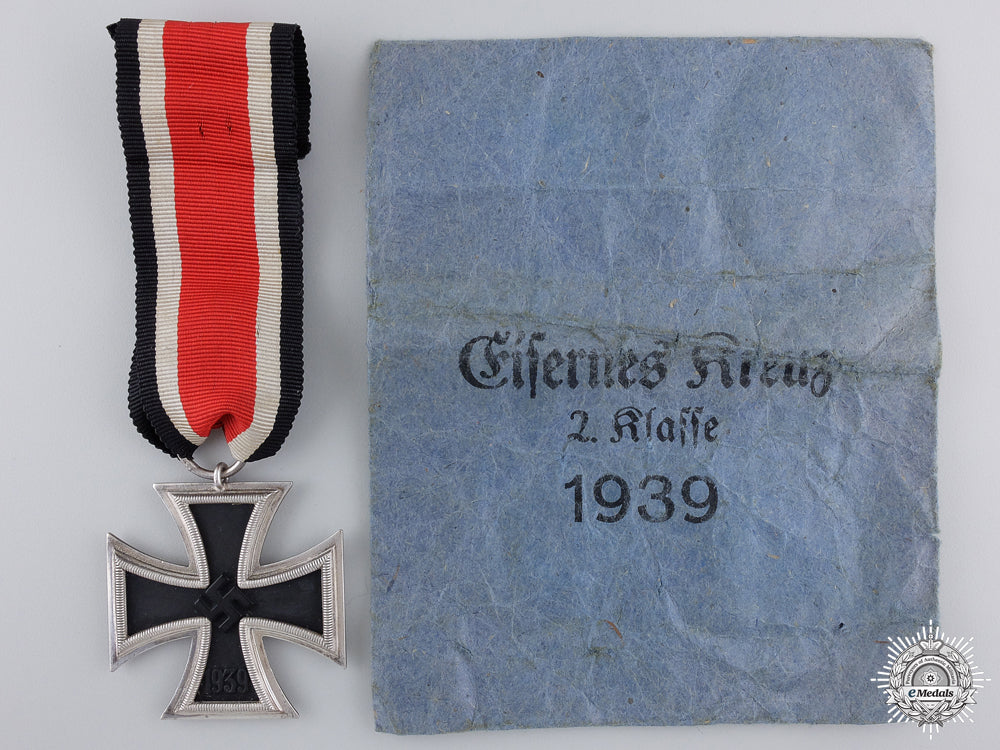 Eisernes Kreuz
2. Klasse
1939
1939
eMedals